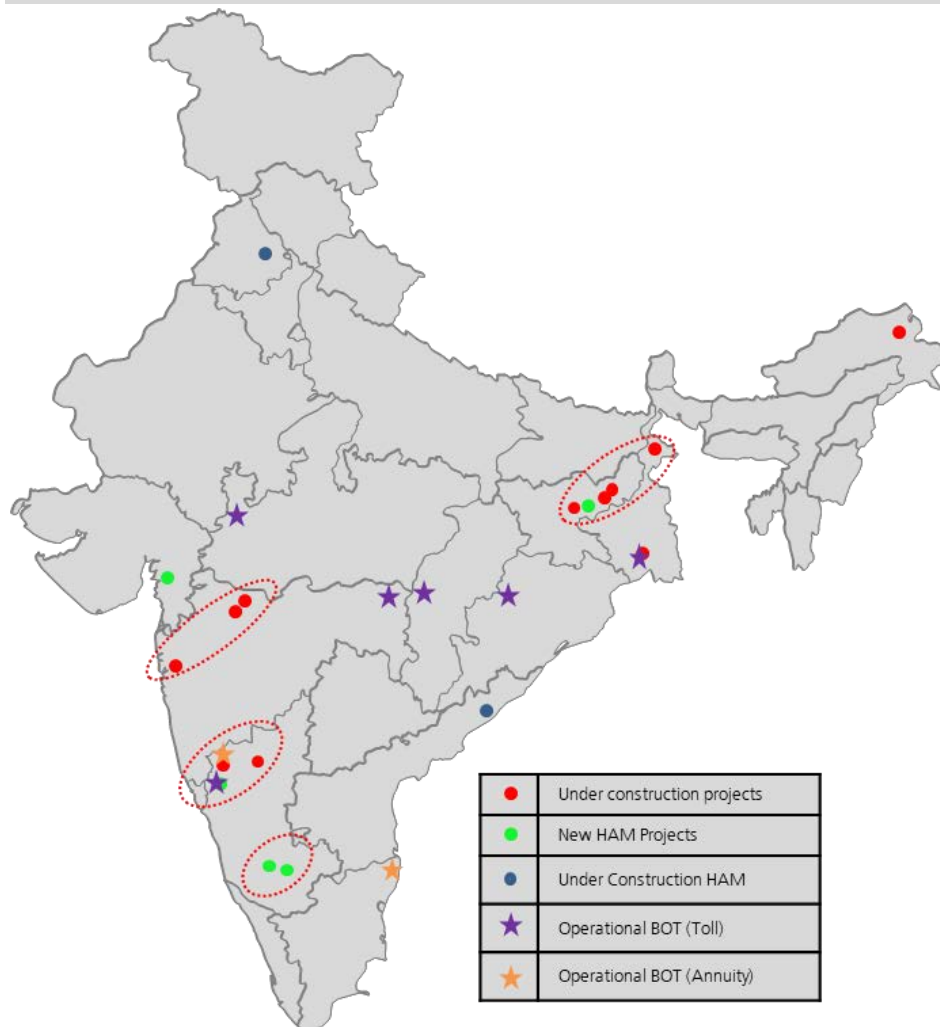 Under construction projects
New HAM Projects
Under Construction HAM
Operational BOT (Toll)
Operational BOT (Annuity)